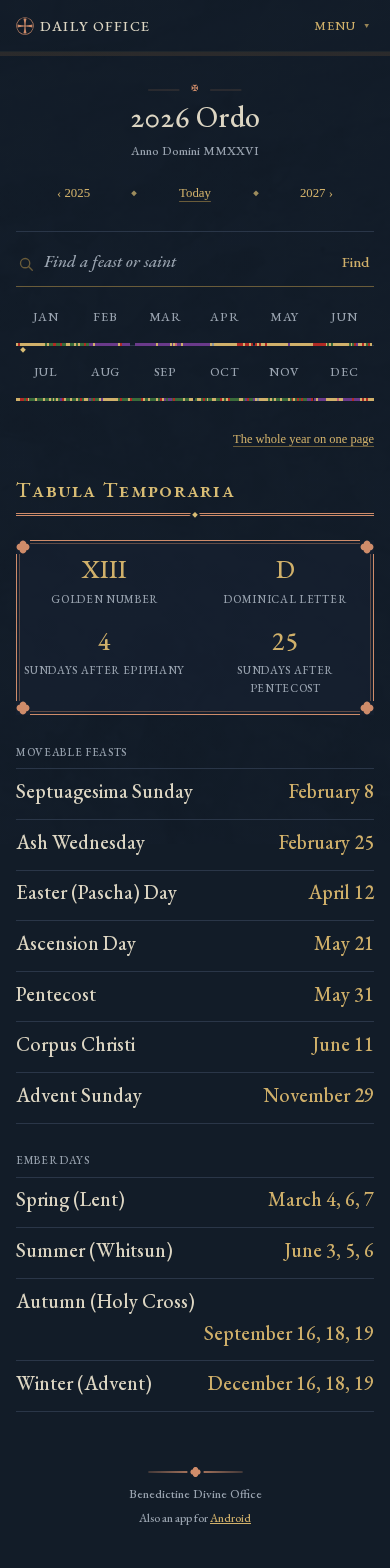 DAILY OFFICE MENU
2026 Ordo
Anno Domini MMXXVI
‹ 2025 Today 2027 ›
Find a feast or saint Find
JAN FEB MAR APR MAY JUN
JUL AUG SEP OCT NOV DEC
The whole year on one page
Tabula Temporaria
XIII D
GOLDEN NUMBER DOMINICAL LETTER
4 25
SUNDAYS AFTER EPIPHANY SUNDAYS AFTER
PENTECOST
MOVEABLE FEASTS
Septuagesima Sunday February 8
Ash Wednesday February 25
Easter (Pascha) Day April 12
Ascension Day May 21
Pentecost May 31
Corpus Christi June 11
Advent Sunday November 29
EMBER DAYS
Spring (Lent) March 4, 6, 7
Summer (Whitsun) June 3, 5, 6
Autumn (Holy Cross)
September 16, 18, 19
Winter (Advent) December 16, 18, 19
Benedictine Divine Office
Also an app for Android